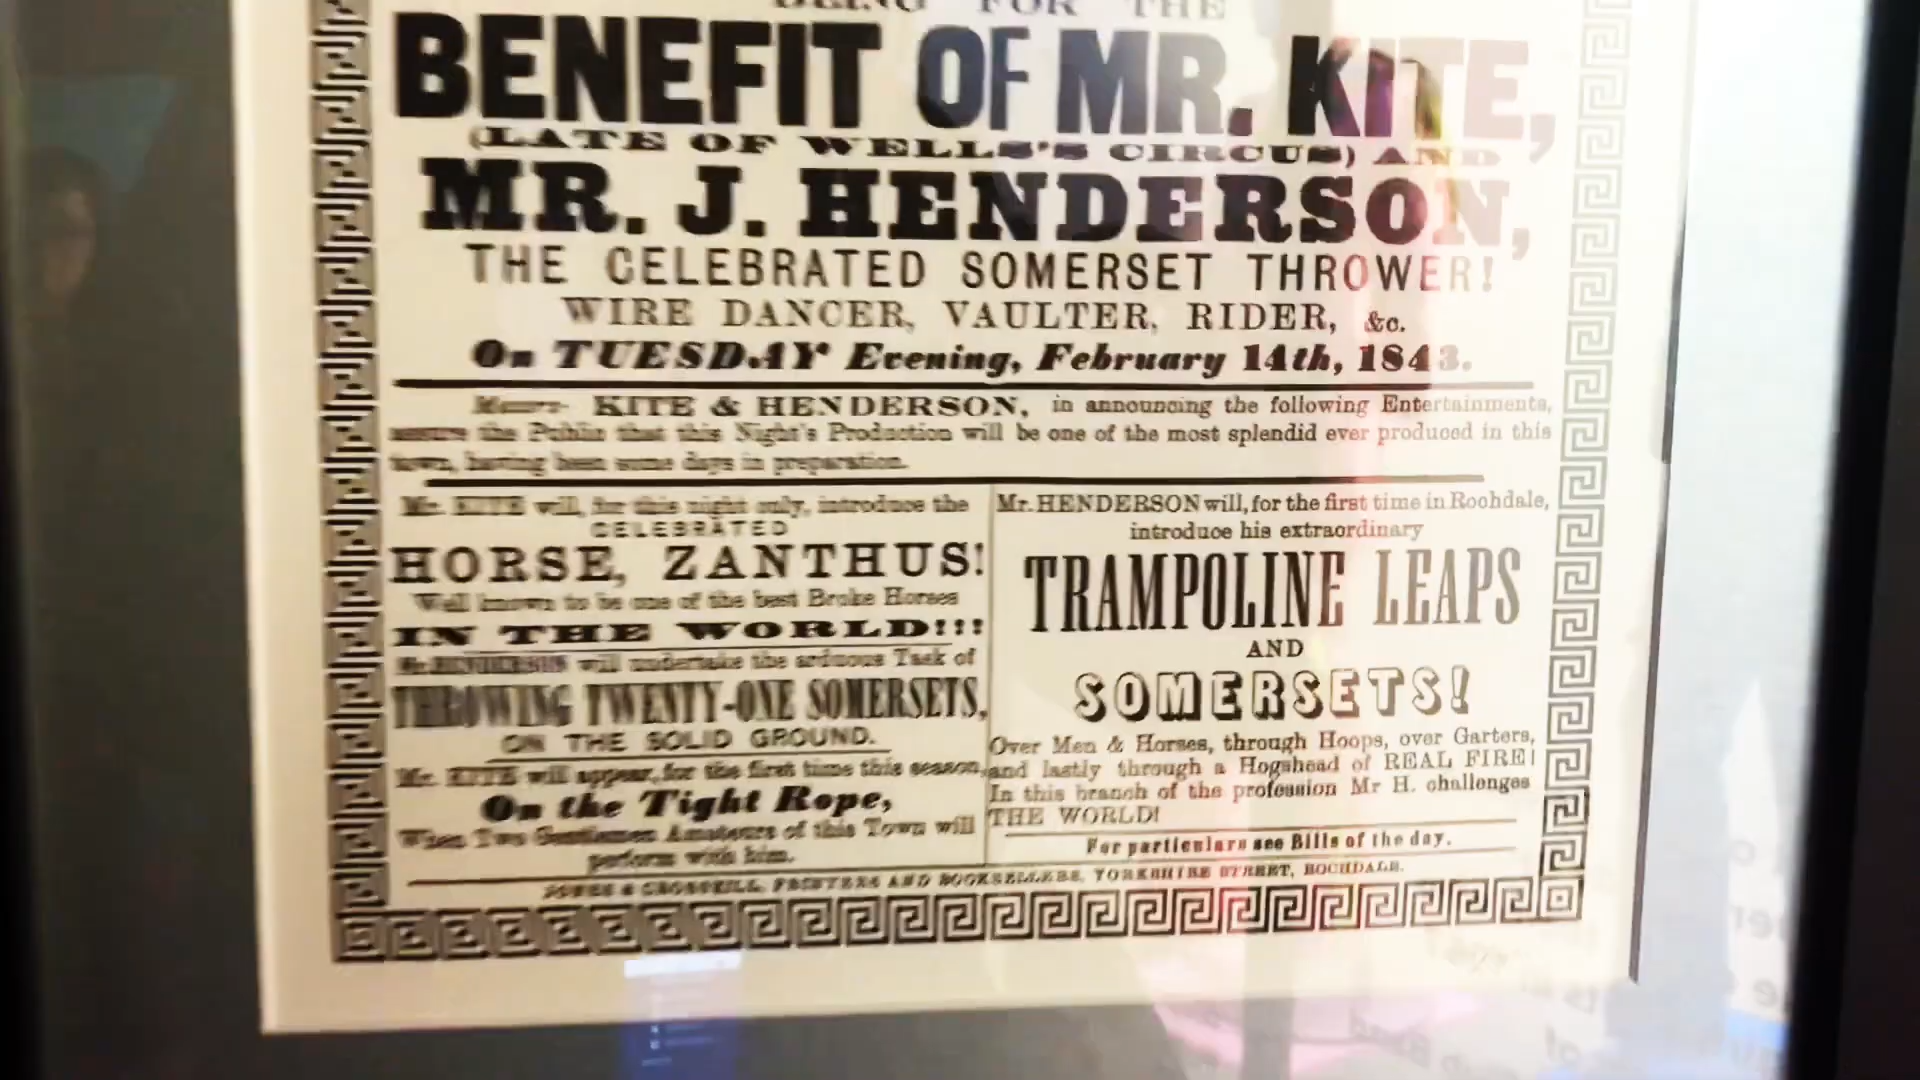 BEING FOR THE
BENEFIT OF MR. KITE,
(LATE OF WELLS'S CIRCUS) AND
MR. J. HENDERSON,
THE CELEBRATED SOMERSET THROWER!
WIRE DANCER, VAULTER, RIDER, &c.
On TUESDAY Evening, February 14th, 1843.
Messrs. KITE & HENDERSON, in announcing the following Entertainments,
assure the Public that this Night's Production will be one of the most splendid ever produced in this
town, having been some days in preparation.
Mr. KITE will, for this night only, introduce the
CELEBRATED
HORSE, ZANTHUS!
Well known to be one of the best Broke Horses
IN THE WORLD!!!
Mr. HENDERSON will undertake the arduous Task of
THROWING TWENTY-ONE SOMERSETS,
ON THE SOLID GROUND.
Mr. KITE will appear, for the first time this season,
On the Tight Rope,
When Two Gentlemen Amateurs of this Town will
perform with him.
Mr. HENDERSON will, for the first time in Rochdale,
introduce his extraordinary
TRAMPOLINE LEAPS
AND
SOMERSETS!
Over Men & Horses, through Hoops, over Garters,
and lastly through a Hogshead of REAL FIRE!
In this branch of the profession Mr H. challenges
THE WORLD!
For particulars see Bills of the day.
JONES & CROSSKILL, PRINTERS AND BOOKSELLERS, YORKSHIRE STREET, ROCHDALE.